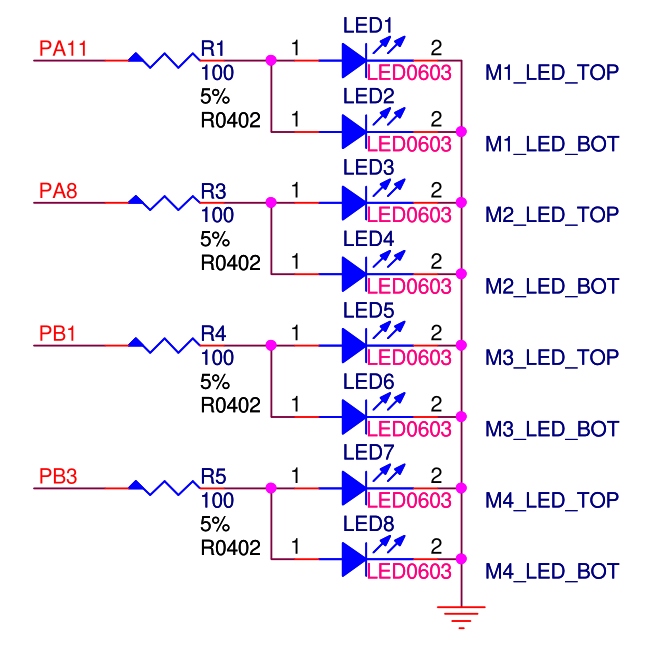 PA11 R1 1 LED1 2
100 LED0603 M1_LED_TOP
5% LED2
R0402 1 2
LED0603 M1_LED_BOT
LED3
PA8 R3 1 2
100 LED0603 M2_LED_TOP
5% LED4
R0402 1 2
LED0603 M2_LED_BOT
LED5
PB1 R4 1 2
100 LED0603 M3_LED_TOP
5% LED6
R0402 1 2
LED0603 M3_LED_BOT
LED7
PB3 R5 1 2
100 LED0603 M4_LED_TOP
5% LED8
R0402 1 2
LED0603 M4_LED_BOT